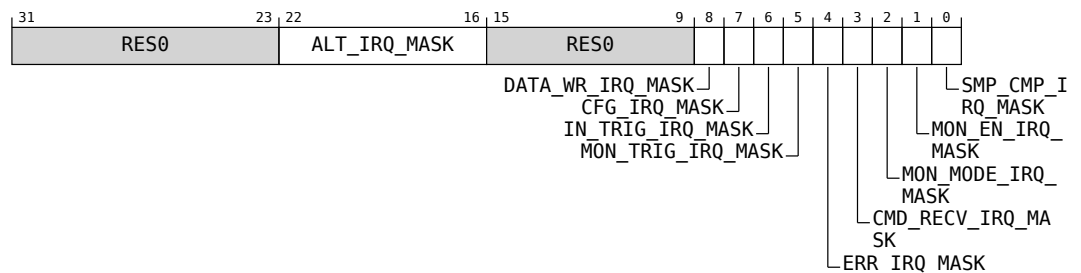 31 23 22 16 15 9 8 7 6 5 4 3 2 1 0
RES0 ALT_IRQ_MASK RES0
DATA_WR_IRQ_MASK
CFG_IRQ_MASK
IN_TRIG_IRQ_MASK
MON_TRIG_IRQ_MASK
SMP_CMP_I
RQ_MASK
MON_EN_IRQ_
MASK
MON_MODE_IRQ_
MASK
CMD_RECV_IRQ_MA
SK
ERR_IRQ_MASK